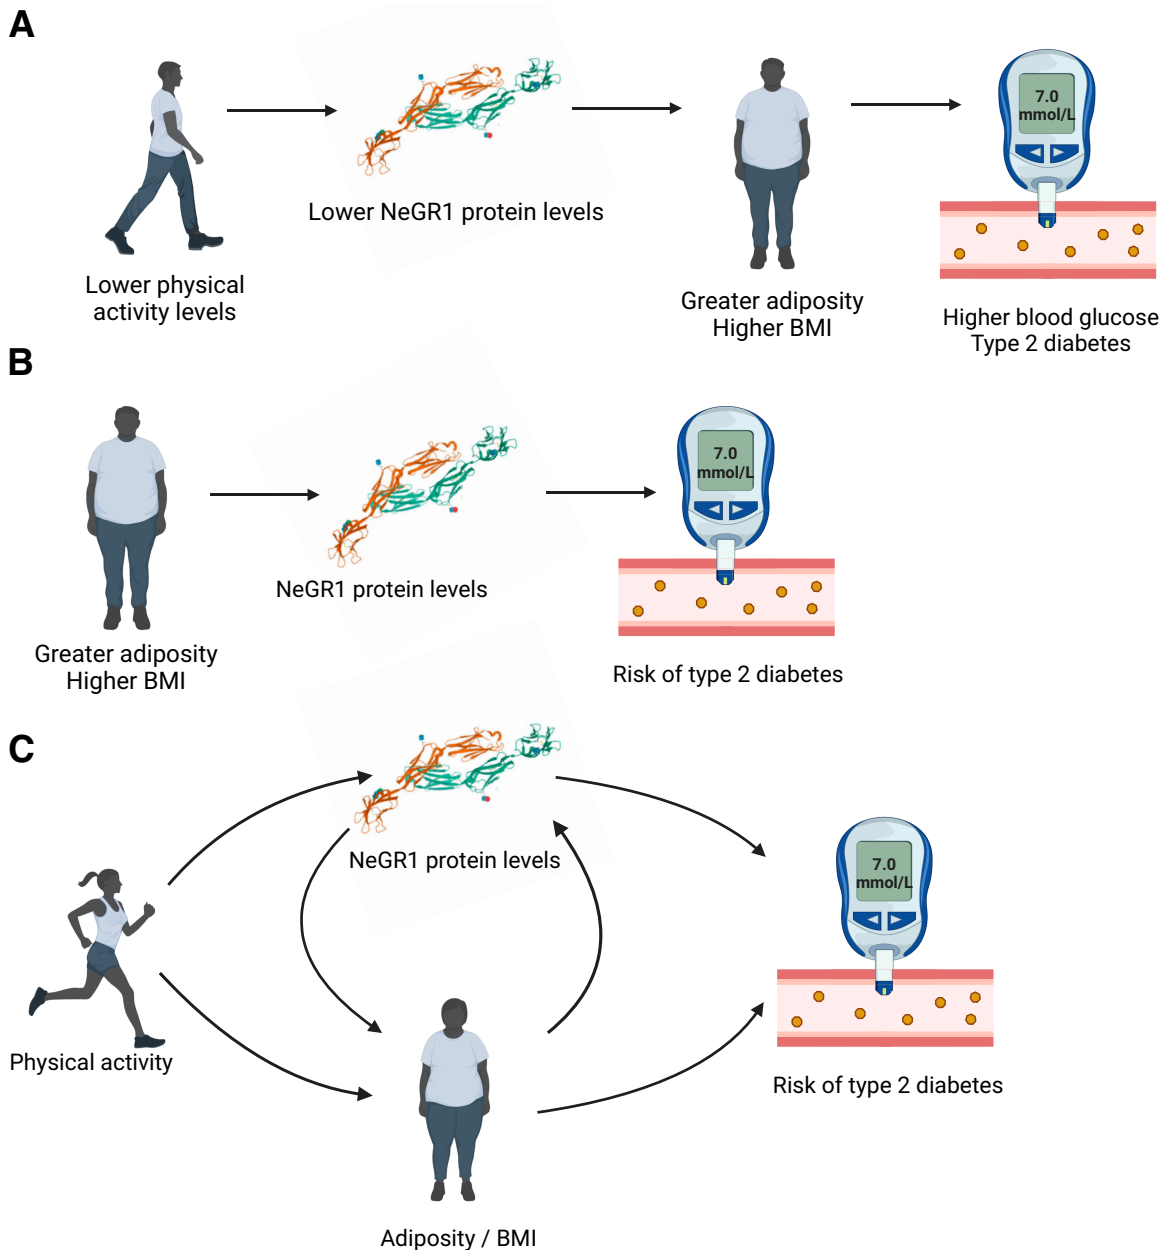 A
7.0
mmol/L
Lower NeGR1 protein levels
Lower physical
activity levels
Greater adiposity
Higher BMI
Higher blood glucose
Type 2 diabetes
B
7.0
mmol/L
NeGR1 protein levels
Greater adiposity
Higher BMI
Risk of type 2 diabetes
C
NeGR1 protein levels
7.0
mmol/L
Physical activity
Risk of type 2 diabetes
Adiposity / BMI